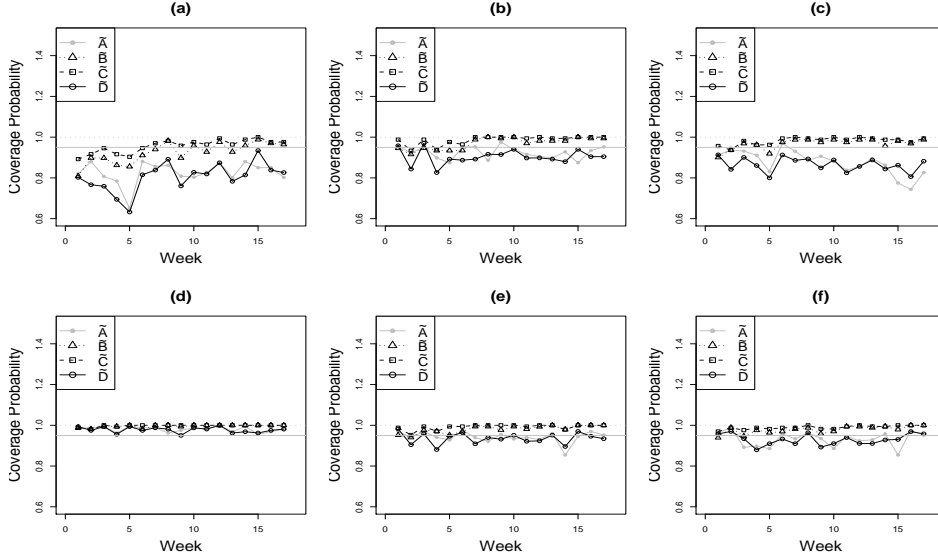 (a)
Coverage Probability
1.4
1.2
1.0
0.8
0.6
Ã
B̃
C̃
D̃
0 5 10 15
Week
(b)
Coverage Probability
1.4
1.2
1.0
0.8
0.6
Ã
B̃
C̃
D̃
0 5 10 15
Week
(c)
Coverage Probability
1.4
1.2
1.0
0.8
0.6
Ã
B̃
C̃
D̃
0 5 10 15
Week
(d)
Coverage Probability
1.4
1.2
1.0
0.8
0.6
Ã
B̃
C̃
D̃
0 5 10 15
Week
(e)
Coverage Probability
1.4
1.2
1.0
0.8
0.6
Ã
B̃
C̃
D̃
0 5 10 15
Week
(f)
Coverage Probability
1.4
1.2
1.0
0.8
0.6
Ã
B̃
C̃
D̃
0 5 10 15
Week